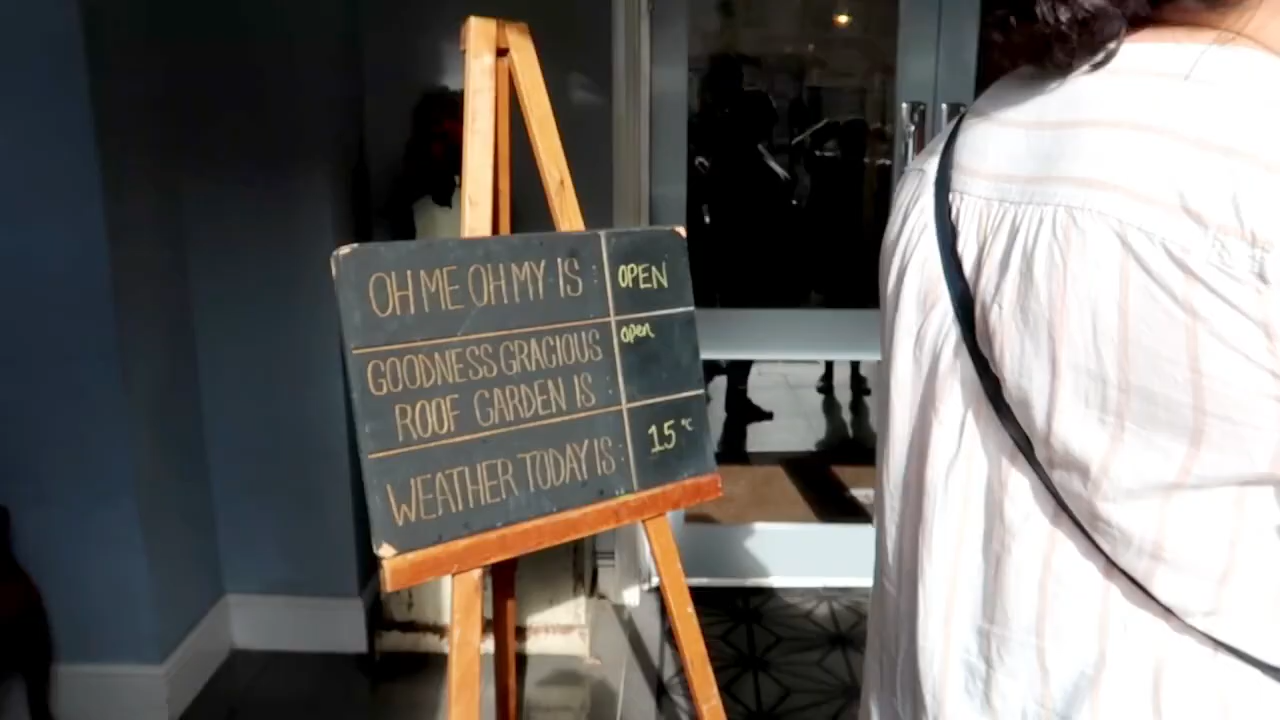 OH ME OH MY IS : OPEN
GOODNESS GRACIOUS open
ROOF GARDEN IS :
WEATHER TODAY IS : 15 °C